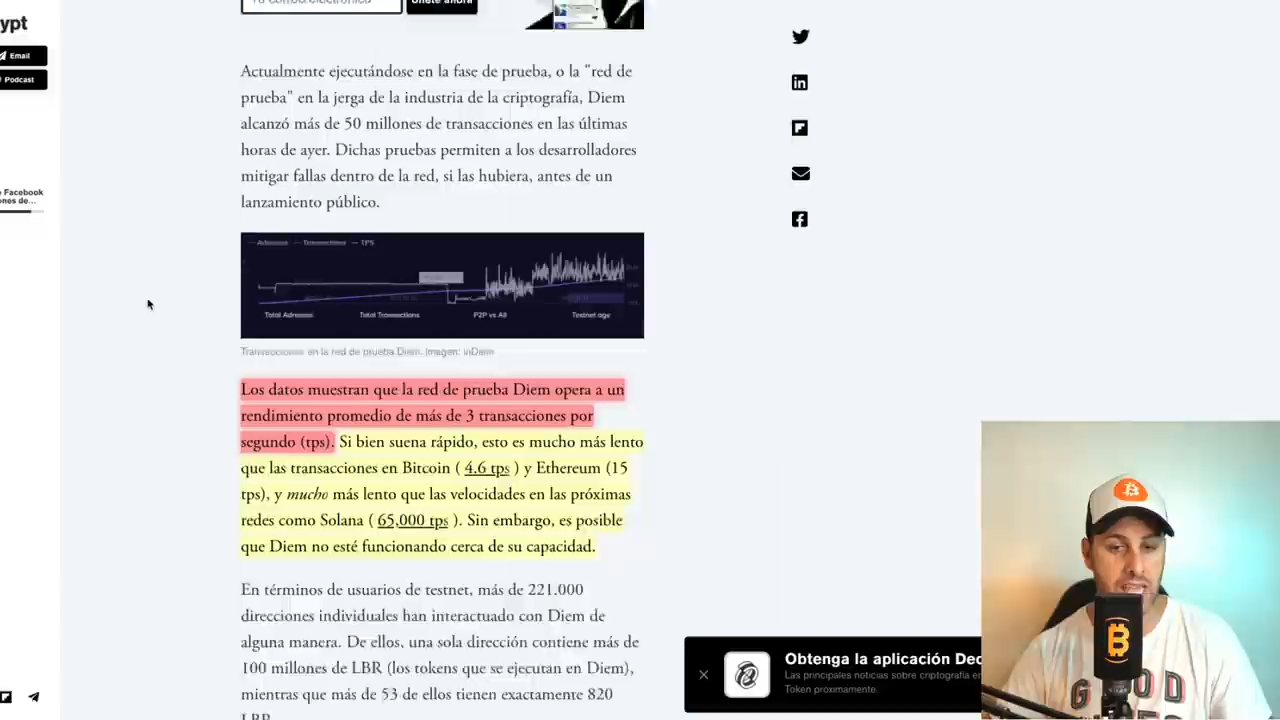 ypt
Únete ahora
Email
Podcast
Actualmente ejecutándose en la fase de prueba, o la "red de
prueba" en la jerga de la industria de la criptografía, Diem
alcanzó más de 50 millones de transacciones en las últimas
horas de ayer. Dichas pruebas permiten a los desarrolladores
mitigar fallas dentro de la red, si las hubiera, antes de un
lanzamiento público.
e Facebook
ones de...
Adresses — Transactions — TPS
Total Adresses Total Transactions P2P vs All Testnet age
Transacciones en la red de prueba Diem. Imagen: inDiem
Los datos muestran que la red de prueba Diem opera a un
rendimiento promedio de más de 3 transacciones por
segundo (tps). Si bien suena rápido, esto es mucho más lento
que las transacciones en Bitcoin ( 4.6 tps ) y Ethereum (15
tps), y mucho más lento que las velocidades en las próximas
redes como Solana ( 65,000 tps ). Sin embargo, es posible
que Diem no esté funcionando cerca de su capacidad.
En términos de usuarios de testnet, más de 221.000
direcciones individuales han interactuado con Diem de
alguna manera. De ellos, una sola dirección contiene más de
100 millones de LBR (los tokens que se ejecutan en Diem),
mientras que más de 53 de ellos tienen exactamente 820
LBR
Obtenga la aplicación Dec
Las principales noticias sobre criptografía en
Token proximamente.